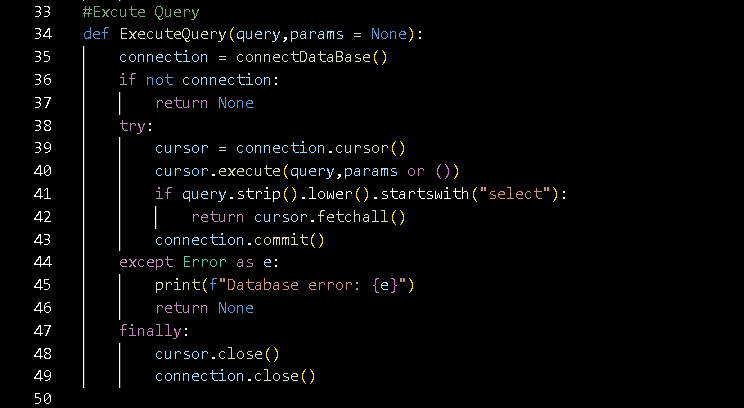 33 #Excute Query
34 def ExecuteQuery(query,params = None):
35     connection = connectDataBase()
36     if not connection:
37         return None
38     try:
39         cursor = connection.cursor()
40         cursor.execute(query,params or ())
41         if query.strip().lower().startswith("select"):
42             return cursor.fetchall()
43         connection.commit()
44     except Error as e:
45         print(f"Database error: {e}")
46         return None
47     finally:
48         cursor.close()
49         connection.close()
50